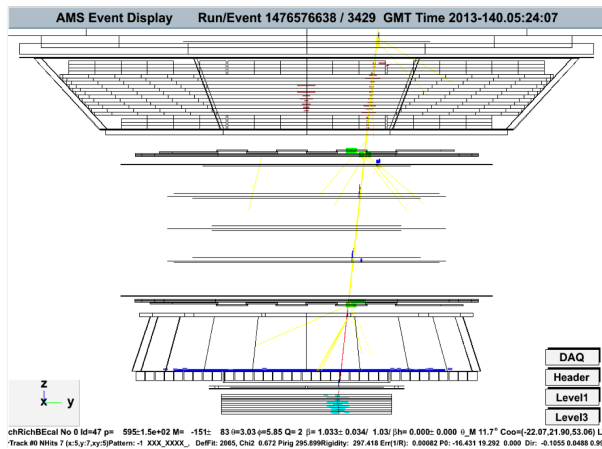 AMS Event Display Run/Event 1476576638 / 3429 GMT Time 2013-140.05:24:07
DAQ
Header
Level1
Level3
z
x y
chRichBEcal No 0 Id=47 p= 595±1.5e+02 M= -151± 83 θ=3.03 φ=5.85 Q= 2 β= 1.033± 0.034/ 1.03/ βh= 0.000± 0.000 θ_M 11.7° Coo=(-22.07,21.90,53.06) L
Track #0 NHits 7 (x:5,y:7,xy:5)Pattern: -1 XXX_XXXX_, DefFit: 2065, Chi2 0.672 Pirig 295.899Rigidity: 297.418 Err(1/R): 0.00082 P0: -16.431 19.292 0.000 Dir: -0.1055 0.0488 0.99